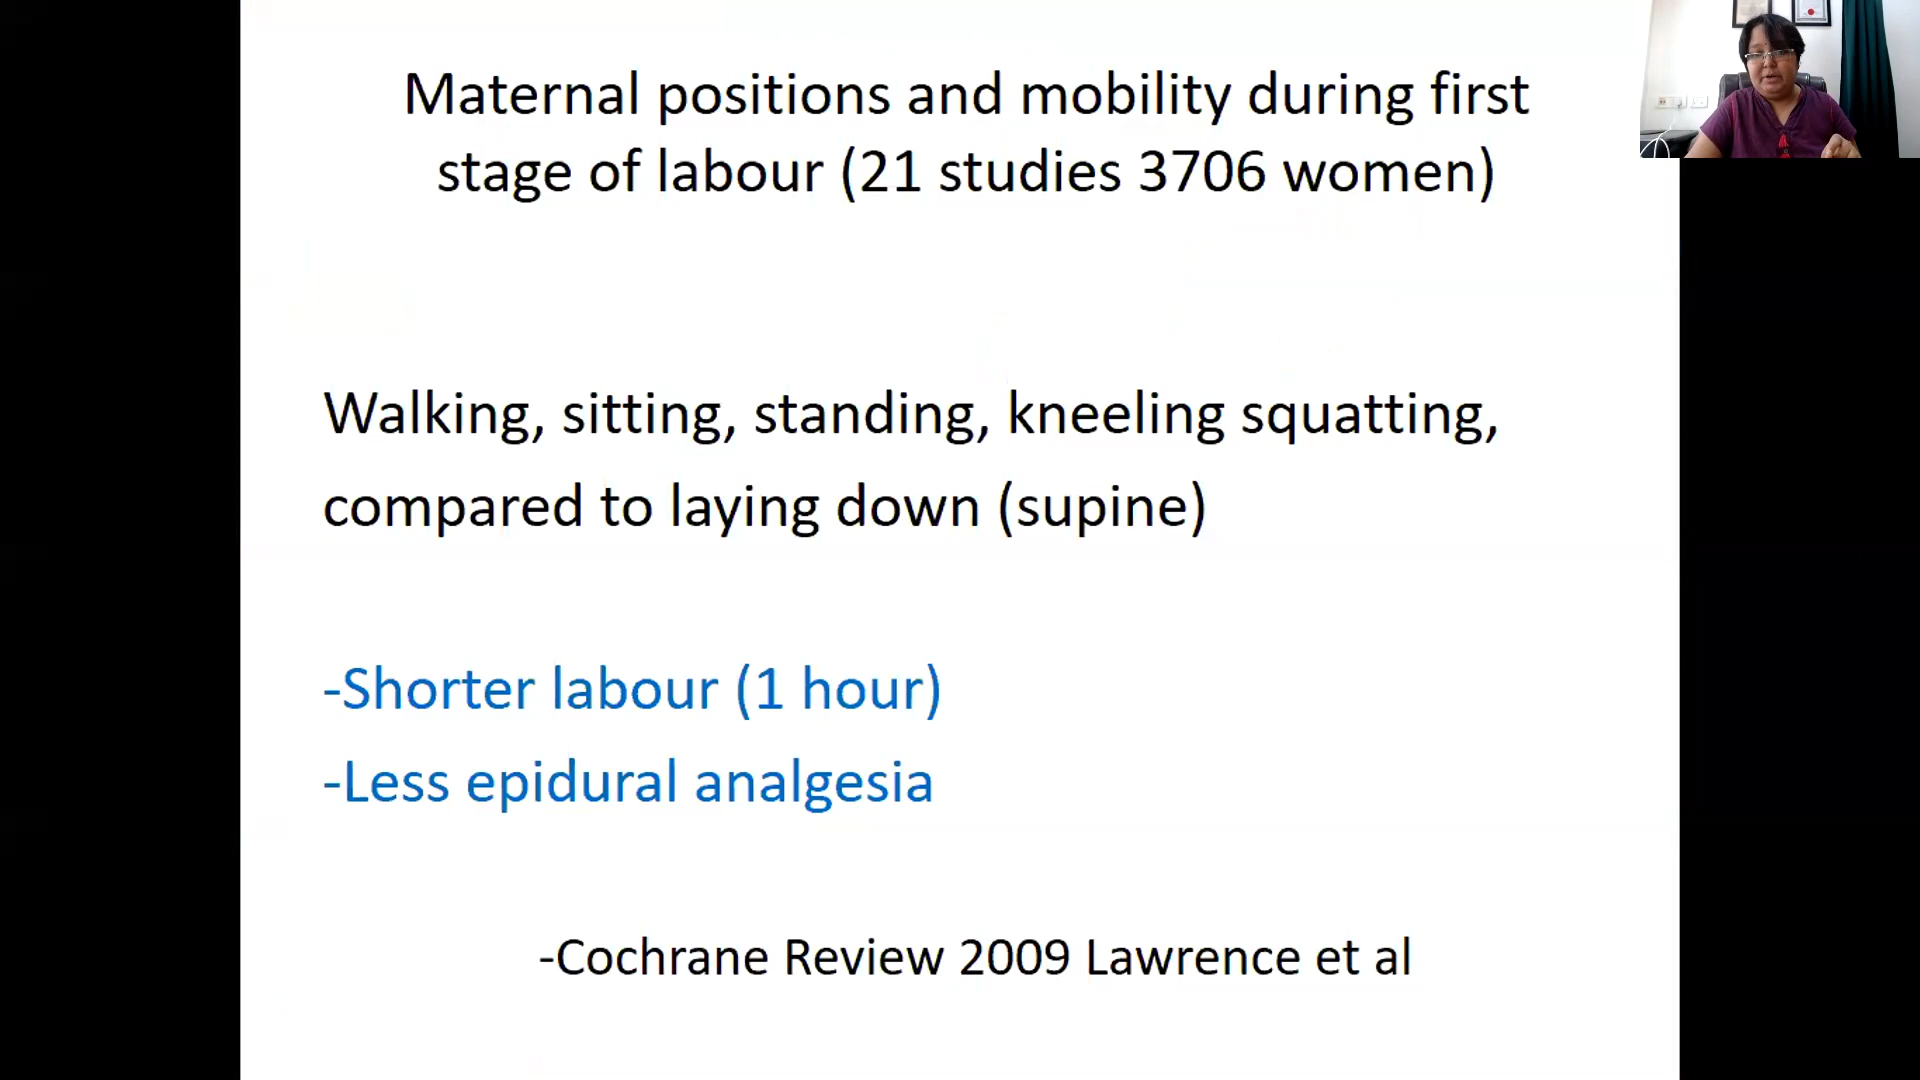 Maternal positions and mobility during first
stage of labour (21 studies 3706 women)
Walking, sitting, standing, kneeling squatting,
compared to laying down (supine)
-Shorter labour (1 hour)
-Less epidural analgesia
-Cochrane Review 2009 Lawrence et al